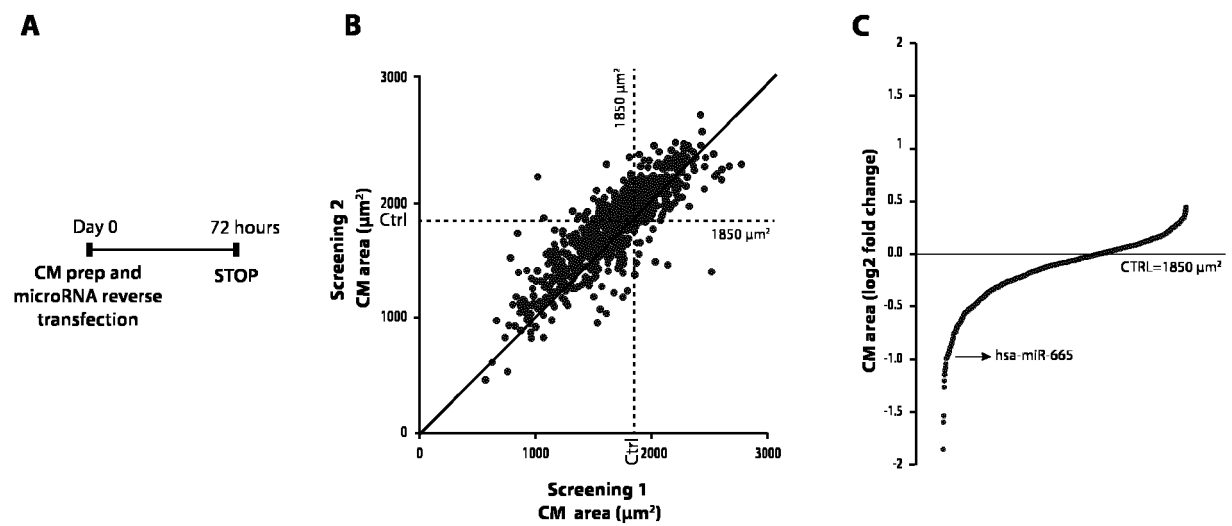 A
Day 0
72 hours
CM prep and
microRNA reverse
transfection
STOP
B
Screening 2
CM area (µm²)
3000
2000
Ctrl
1000
0
1850 µm²
1850 µm²
0
1000
Ctrl
2000
3000
Screening 1
CM area (µm²)
C
CM area (log2 fold change)
2
1.5
1.0
0.5
0.0
-0.5
-1.0
-1.5
-2
CTRL=1850 µm²
hsa-miR-665